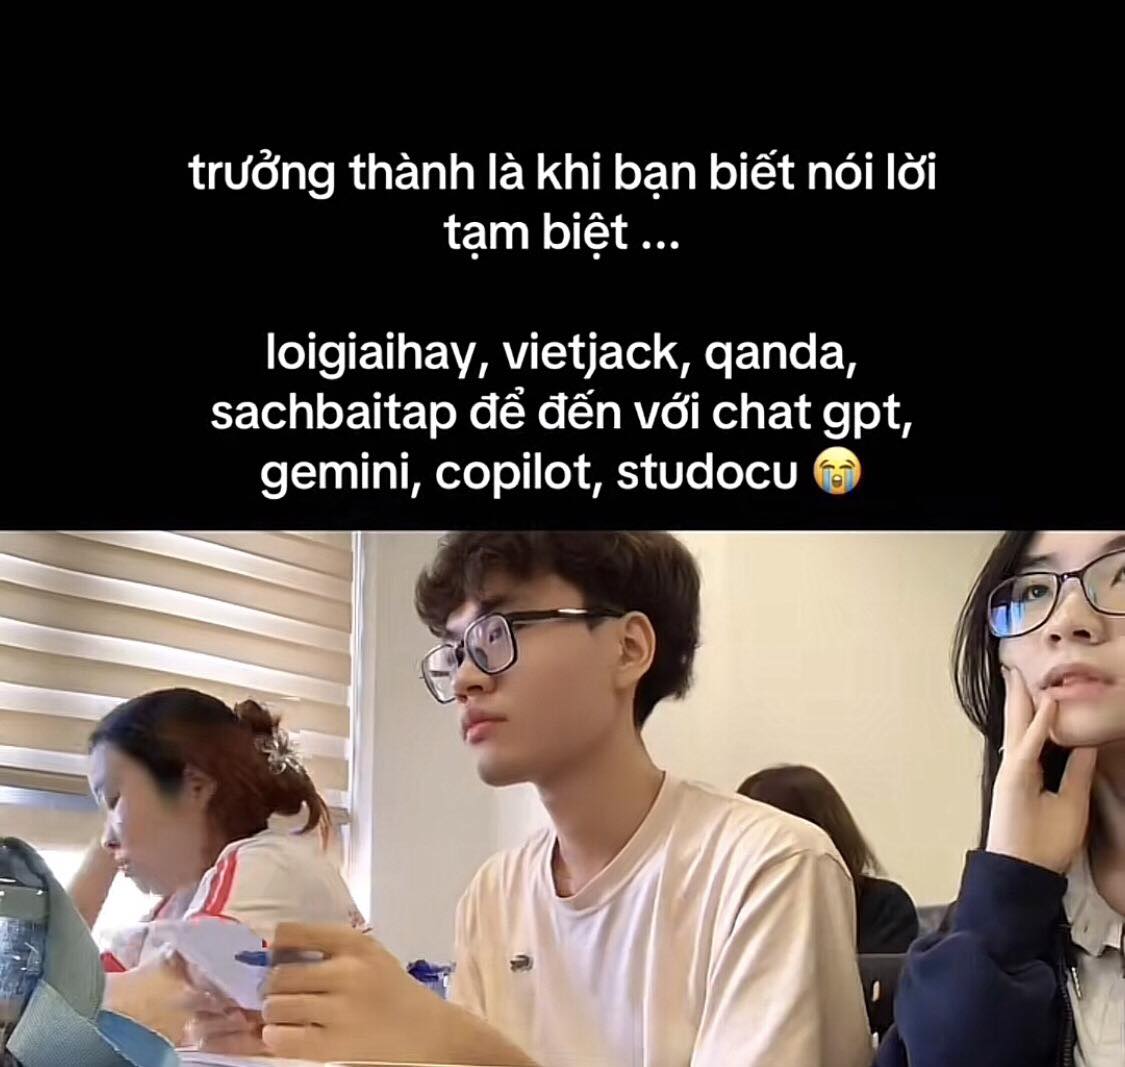 trưởng thành là khi bạn biết nói lời
tạm biệt ...
loigiaihay, vietjack, qanda,
sachbaitap để đến với chat gpt,
gemini, copilot, studocu 😭